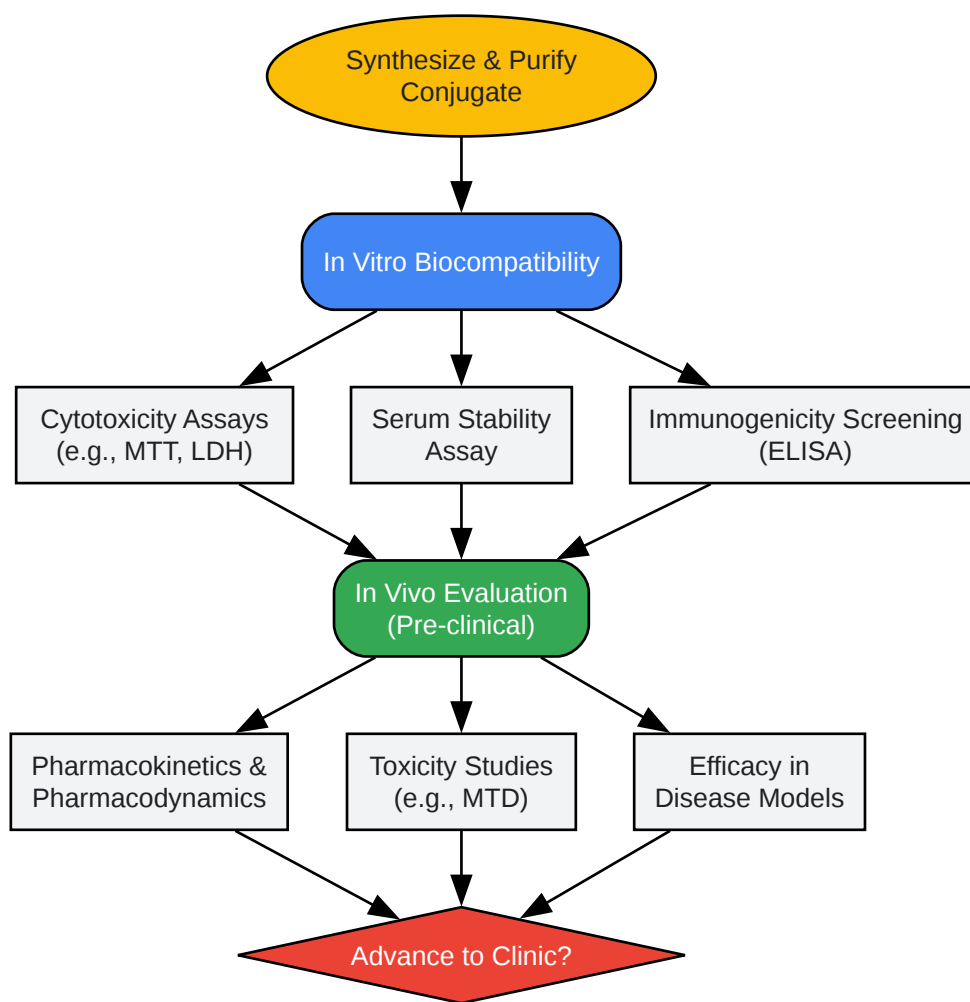 Synthesize & Purify
Conjugate
In Vitro Biocompatibility
Cytotoxicity Assays
(e.g., MTT, LDH)
Serum Stability
Assay
Immunogenicity Screening
(ELISA)
In Vivo Evaluation
(Pre-clinical)
Pharmacokinetics &
Pharmacodynamics
Toxicity Studies
(e.g., MTD)
Efficacy in
Disease Models
Advance to Clinic?